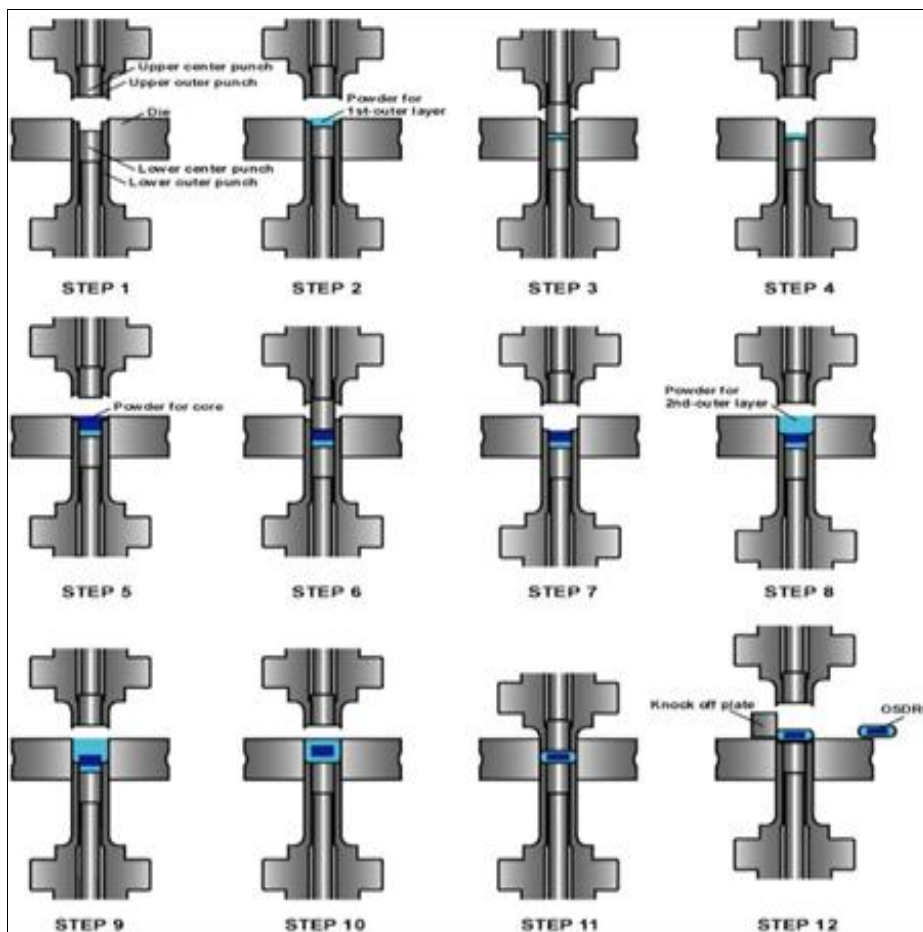 Upper center punch
Upper outer punch
Die
Lower center punch
Lower outer punch
Powder for
1st-outer layer
STEP 1
STEP 2
STEP 3
STEP 4
Powder for core
Powder for
2nd-outer layer
STEP 5
STEP 6
STEP 7
STEP 8
Knock off plate
OSDR
STEP 9
STEP 10
STEP 11
STEP 12